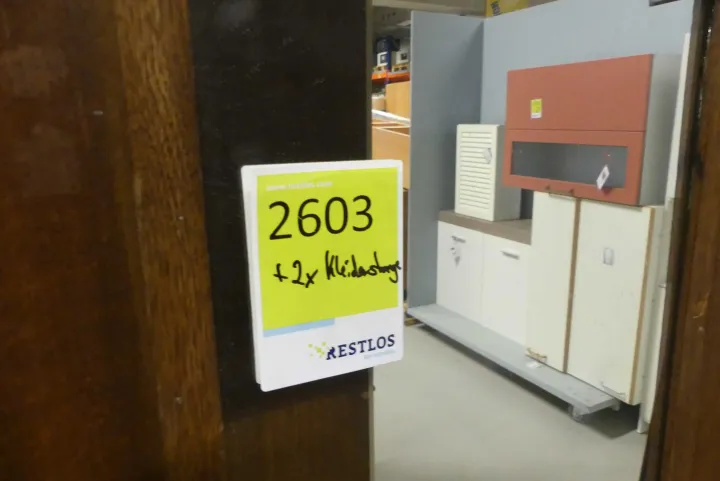 2603
+ 2x Kleiderstange
RESTLOS